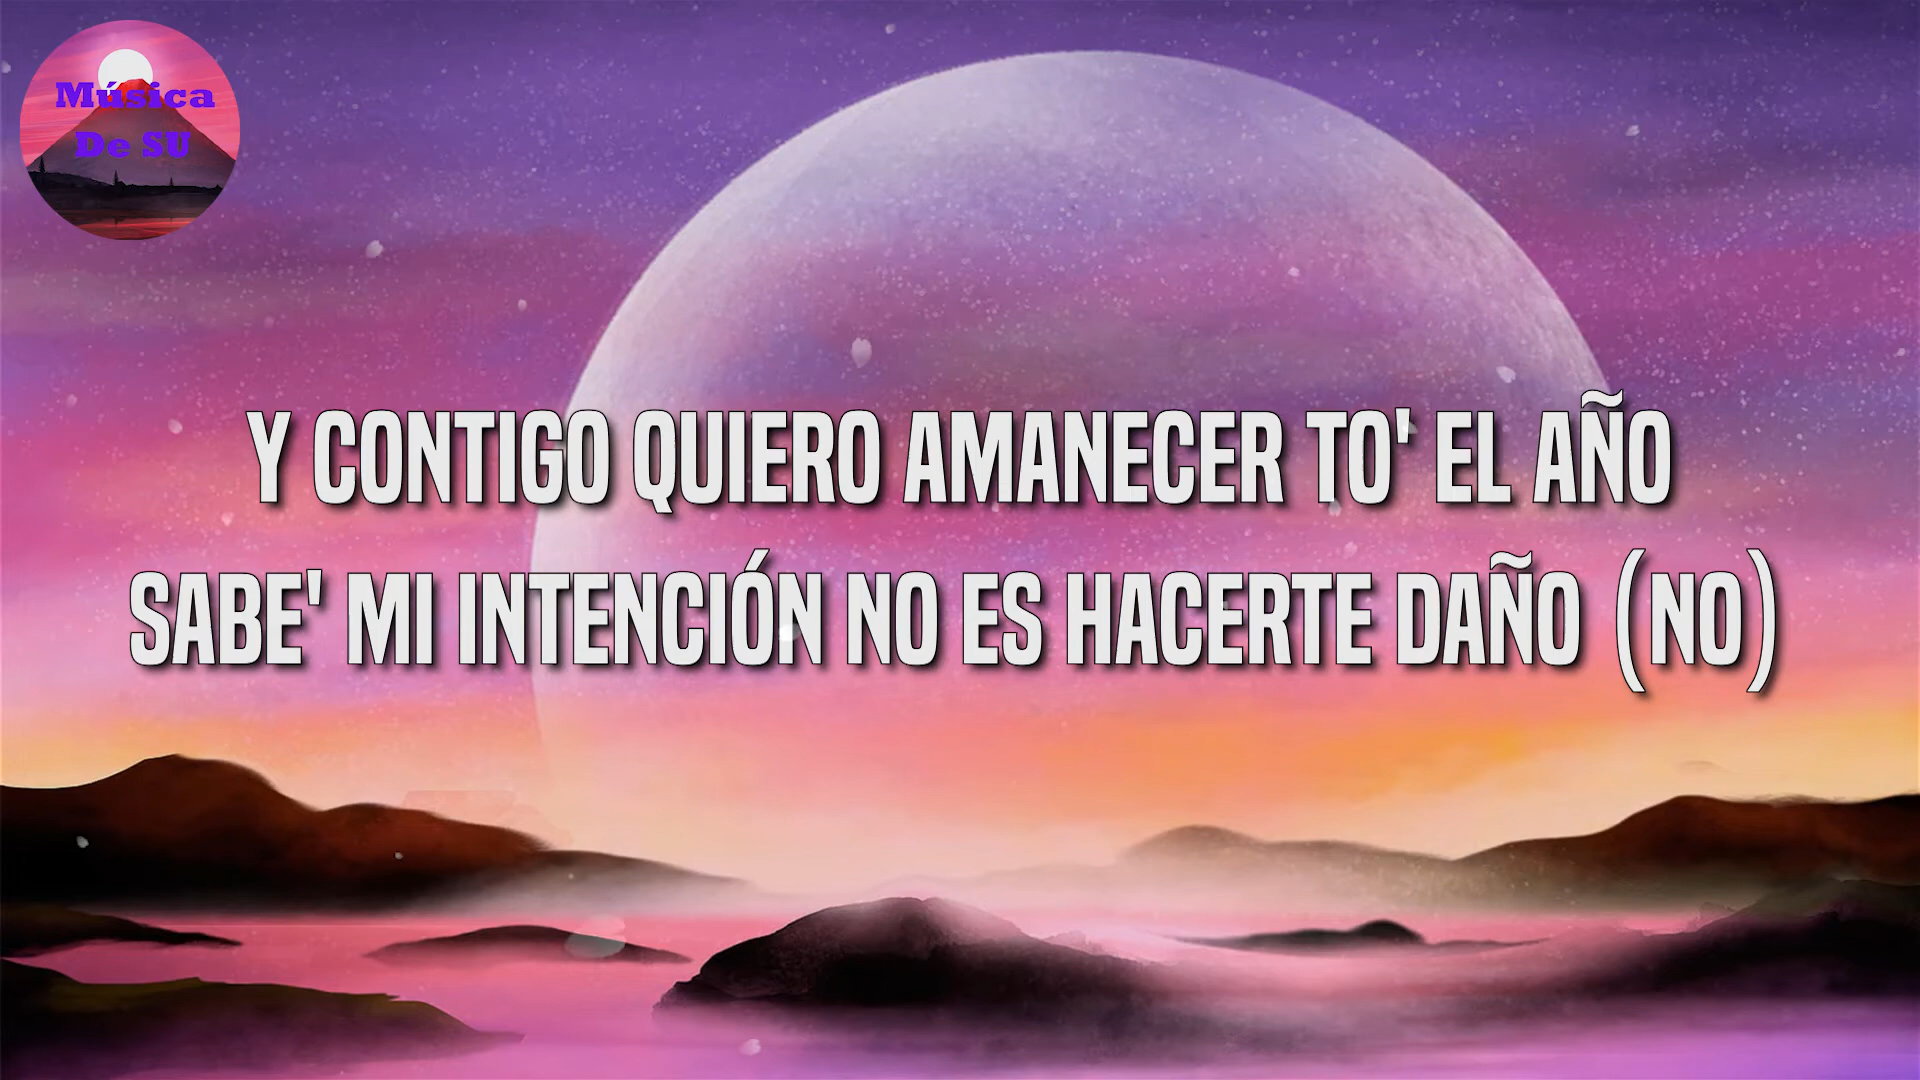 Música
De SU
Y CONTIGO QUIERO AMANECER TO' EL AÑO
SABE' MI INTENCIÓN NO ES HACERTE DAÑO (NO)